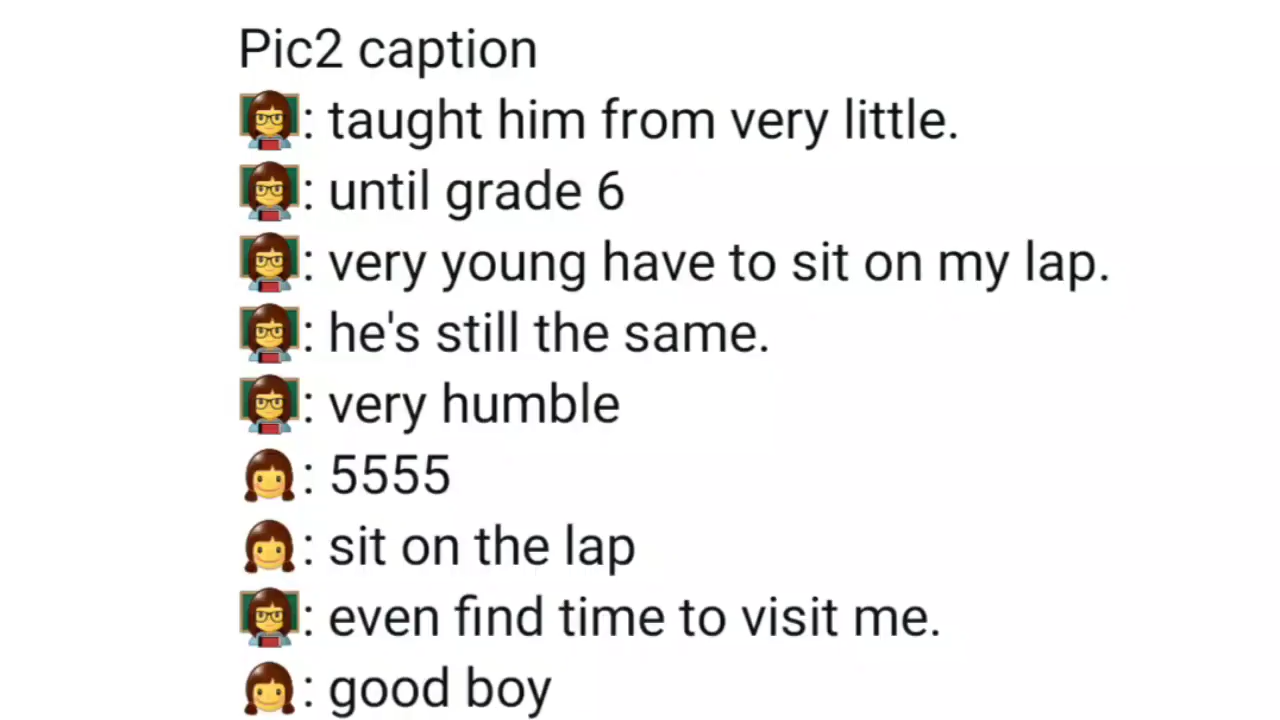 Pic2 caption
👩‍🏫: taught him from very little.
👩‍🏫: until grade 6
👩‍🏫: very young have to sit on my lap.
👩‍🏫: he's still the same.
👩‍🏫: very humble
👧: 5555
👧: sit on the lap
👩‍🏫: even find time to visit me.
👧: good boy